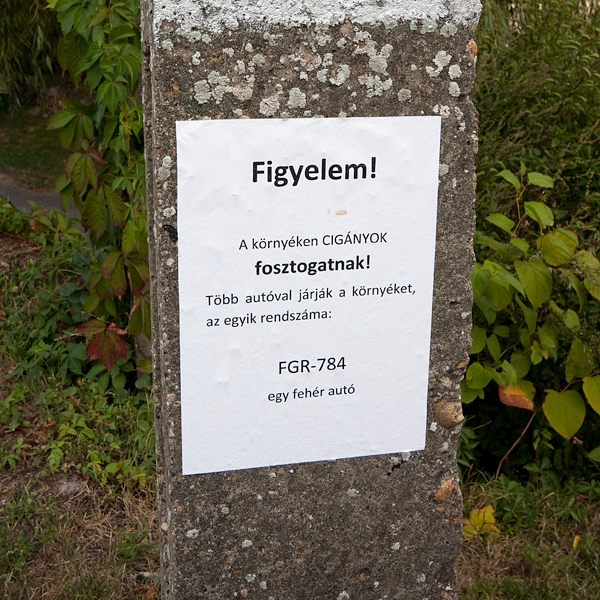 Figyelem!
A környéken CIGÁNYOK
fosztogatnak!
Több autóval járják a környéket,
az egyik rendszáma:
FGR-784
egy fehér autó